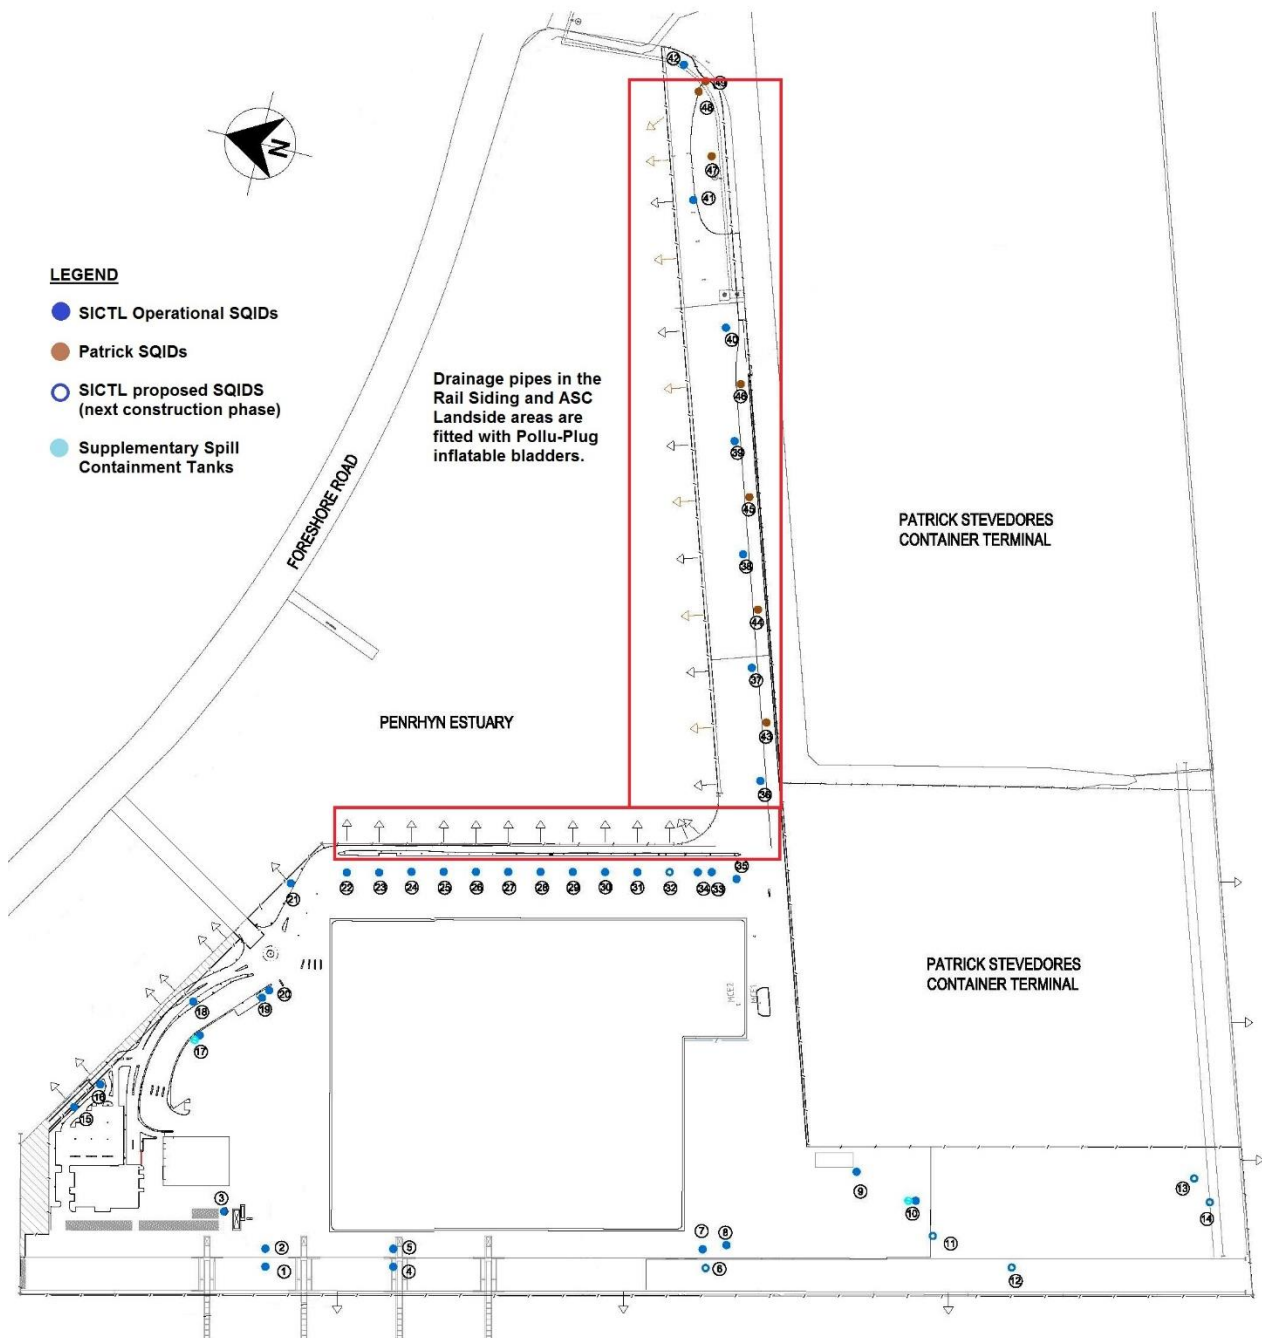 42
49
48
47
41
N
LEGEND
SICTL Operational SQIDs
Patrick SQIDs
SICTL proposed SQIDS
(next construction phase)
Supplementary Spill
Containment Tanks
Drainage pipes in the
Rail Siding and ASC
Landside areas are
fitted with Pollu-Plug
inflatable bladders.
40
46
39
45
38
44
37
43
36
FORESHORE ROAD
PATRICK STEVEDORES
CONTAINER TERMINAL
PENRHYN ESTUARY
35
22 23 24 25 26 27 28 29 30 31 32 34 33
21
PATRICK STEVEDORES
CONTAINER TERMINAL
MCE2
MCE1
20
19
18
17
16
15
3
9
10
13
14
11
12
2
5
7
8
1
4
6